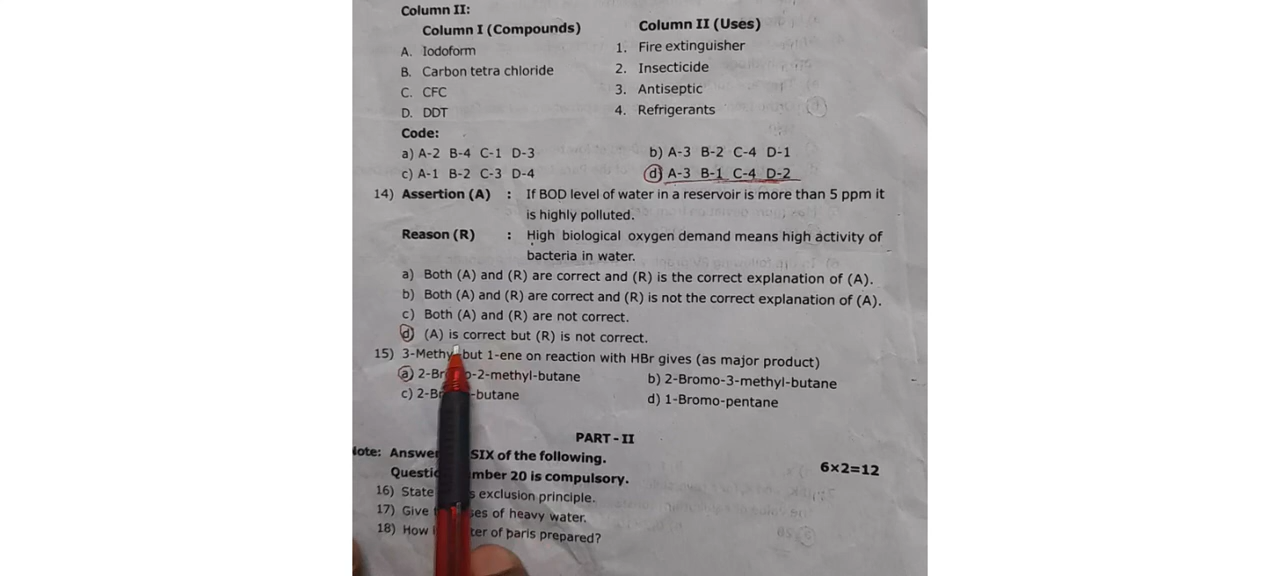 Column II:
Column I (Compounds) Column II (Uses)
A. Iodoform 1. Fire extinguisher
B. Carbon tetra chloride 2. Insecticide
C. CFC 3. Antiseptic
D. DDT 4. Refrigerants
Code:
a) A-2 B-4 C-1 D-3 b) A-3 B-2 C-4 D-1
c) A-1 B-2 C-3 D-4 d) A-3 B-1 C-4 D-2
14) Assertion (A) : If BOD level of water in a reservoir is more than 5 ppm it
is highly polluted.
Reason (R) : High biological oxygen demand means high activity of
bacteria in water.
a) Both (A) and (R) are correct and (R) is the correct explanation of (A).
b) Both (A) and (R) are correct and (R) is not the correct explanation of (A).
c) Both (A) and (R) are not correct.
d) (A) is correct but (R) is not correct.
15) 3-Methy but 1-ene on reaction with HBr gives (as major product)
a) 2-Br -2-methyl-butane b) 2-Bromo-3-methyl-butane
c) 2-B -butane d) 1-Bromo-pentane
PART - II
Note: Answer SIX of the following. 6×2=12
mber 20 is compulsory.
16) State exclusion principle.
17) Give of heavy water.
18) How of paris prepared?